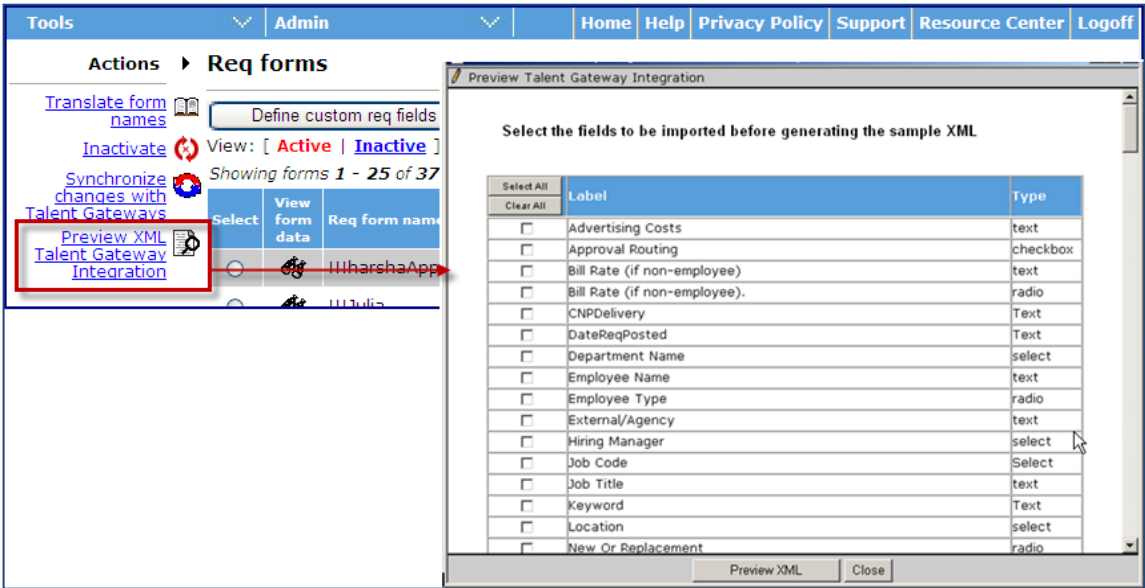 Tools Admin Home Help Privacy Policy Support Resource Center Logoff
Actions
Translate form
names
Inactivate
Synchronize
changes with
Talent Gateways
Preview XML
Talent Gateway
Integration
Req forms
Define custom req fields
View: [ Active | Inactive ]
Showing forms 1 - 25 of 37
Select View form data Req form name
Preview Talent Gateway Integration
Select the fields to be imported before generating the sample XML
Select All
Clear All
Label Type
Advertising Costs text
Approval Routing checkbox
Bill Rate (if non-employee) text
Bill Rate (if non-employee). radio
CNPDelivery Text
DateReqPosted Text
Department Name select
Employee Name text
Employee Type radio
External/Agency text
Hiring Manager select
Job Code Select
Job Title text
Keyword Text
Location select
New Or Replacement radio
Preview XML Close